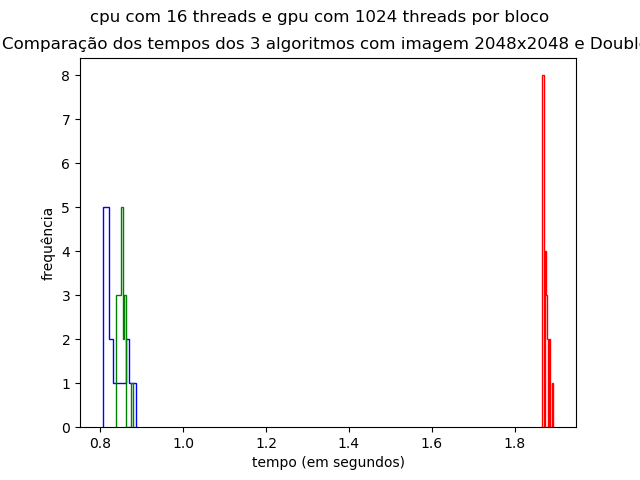 cpu com 16 threads e gpu com 1024 threads por bloco
Comparação dos tempos dos 3 algoritmos com imagem 2048x2048 e Doubl
8
7
6
5
4
3
2
1
0
frequência
0.8 1.0 1.2 1.4 1.6 1.8
tempo (em segundos)